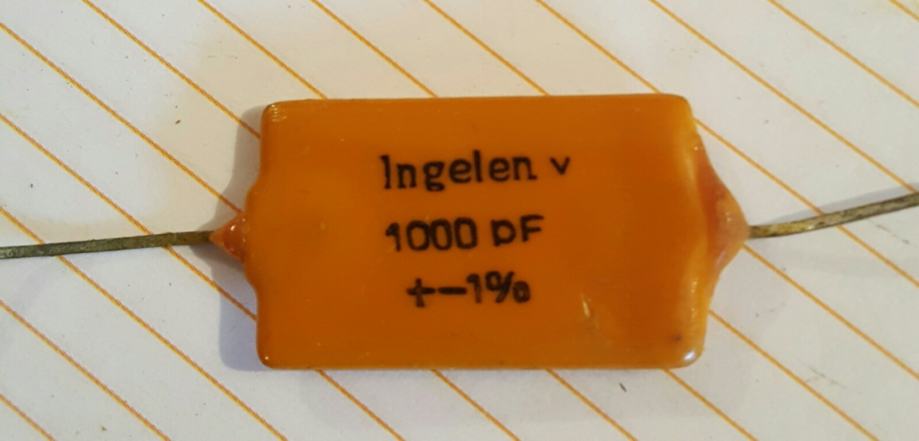 Ingelen v
1000 pF
+-1%